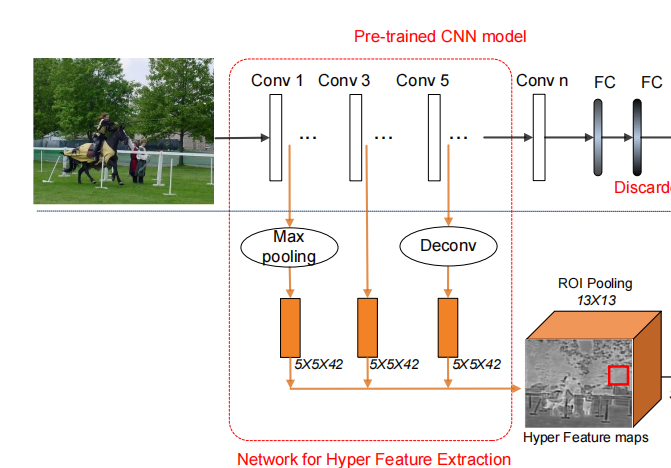 Pre-trained CNN model
Conv 1
Conv 3
Conv 5
Conv n
FC
FC
...
...
...
Max
pooling
Deconv
5X5X42
5X5X42
5X5X42
ROI Pooling
13X13
Hyper Feature maps
Network for Hyper Feature Extraction